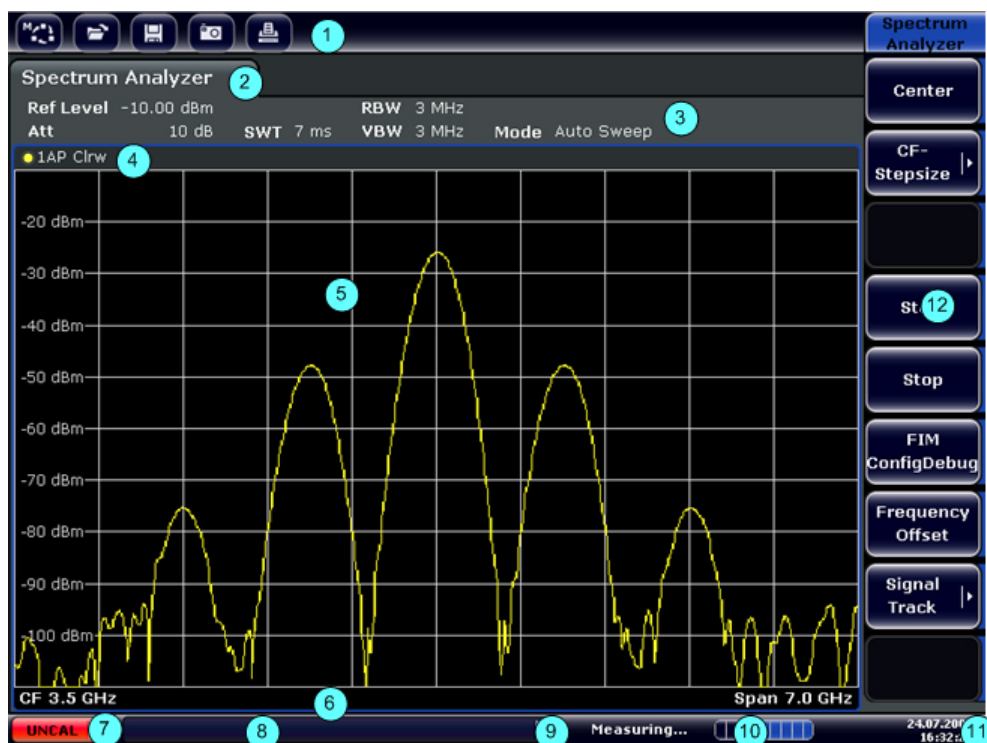 M
1
Spectrum Analyzer
Spectrum Analyzer 2
Ref Level -10.00 dBm RBW 3 MHz 3
Att 10 dB SWT 7 ms VBW 3 MHz Mode Auto Sweep
1AP Clrw 4
-20 dBm
-30 dBm
5
-40 dBm
-50 dBm
-60 dBm
-70 dBm
-80 dBm
-90 dBm
-100 dBm
CF 3.5 GHz 6 Span 7.0 GHz
UNCAL 7 8 9 Measuring... 10 11
16:32:
Center
CF-
Stepsize
12
Stop
FIM
ConfigDebug
Frequency
Offset
Signal
Track